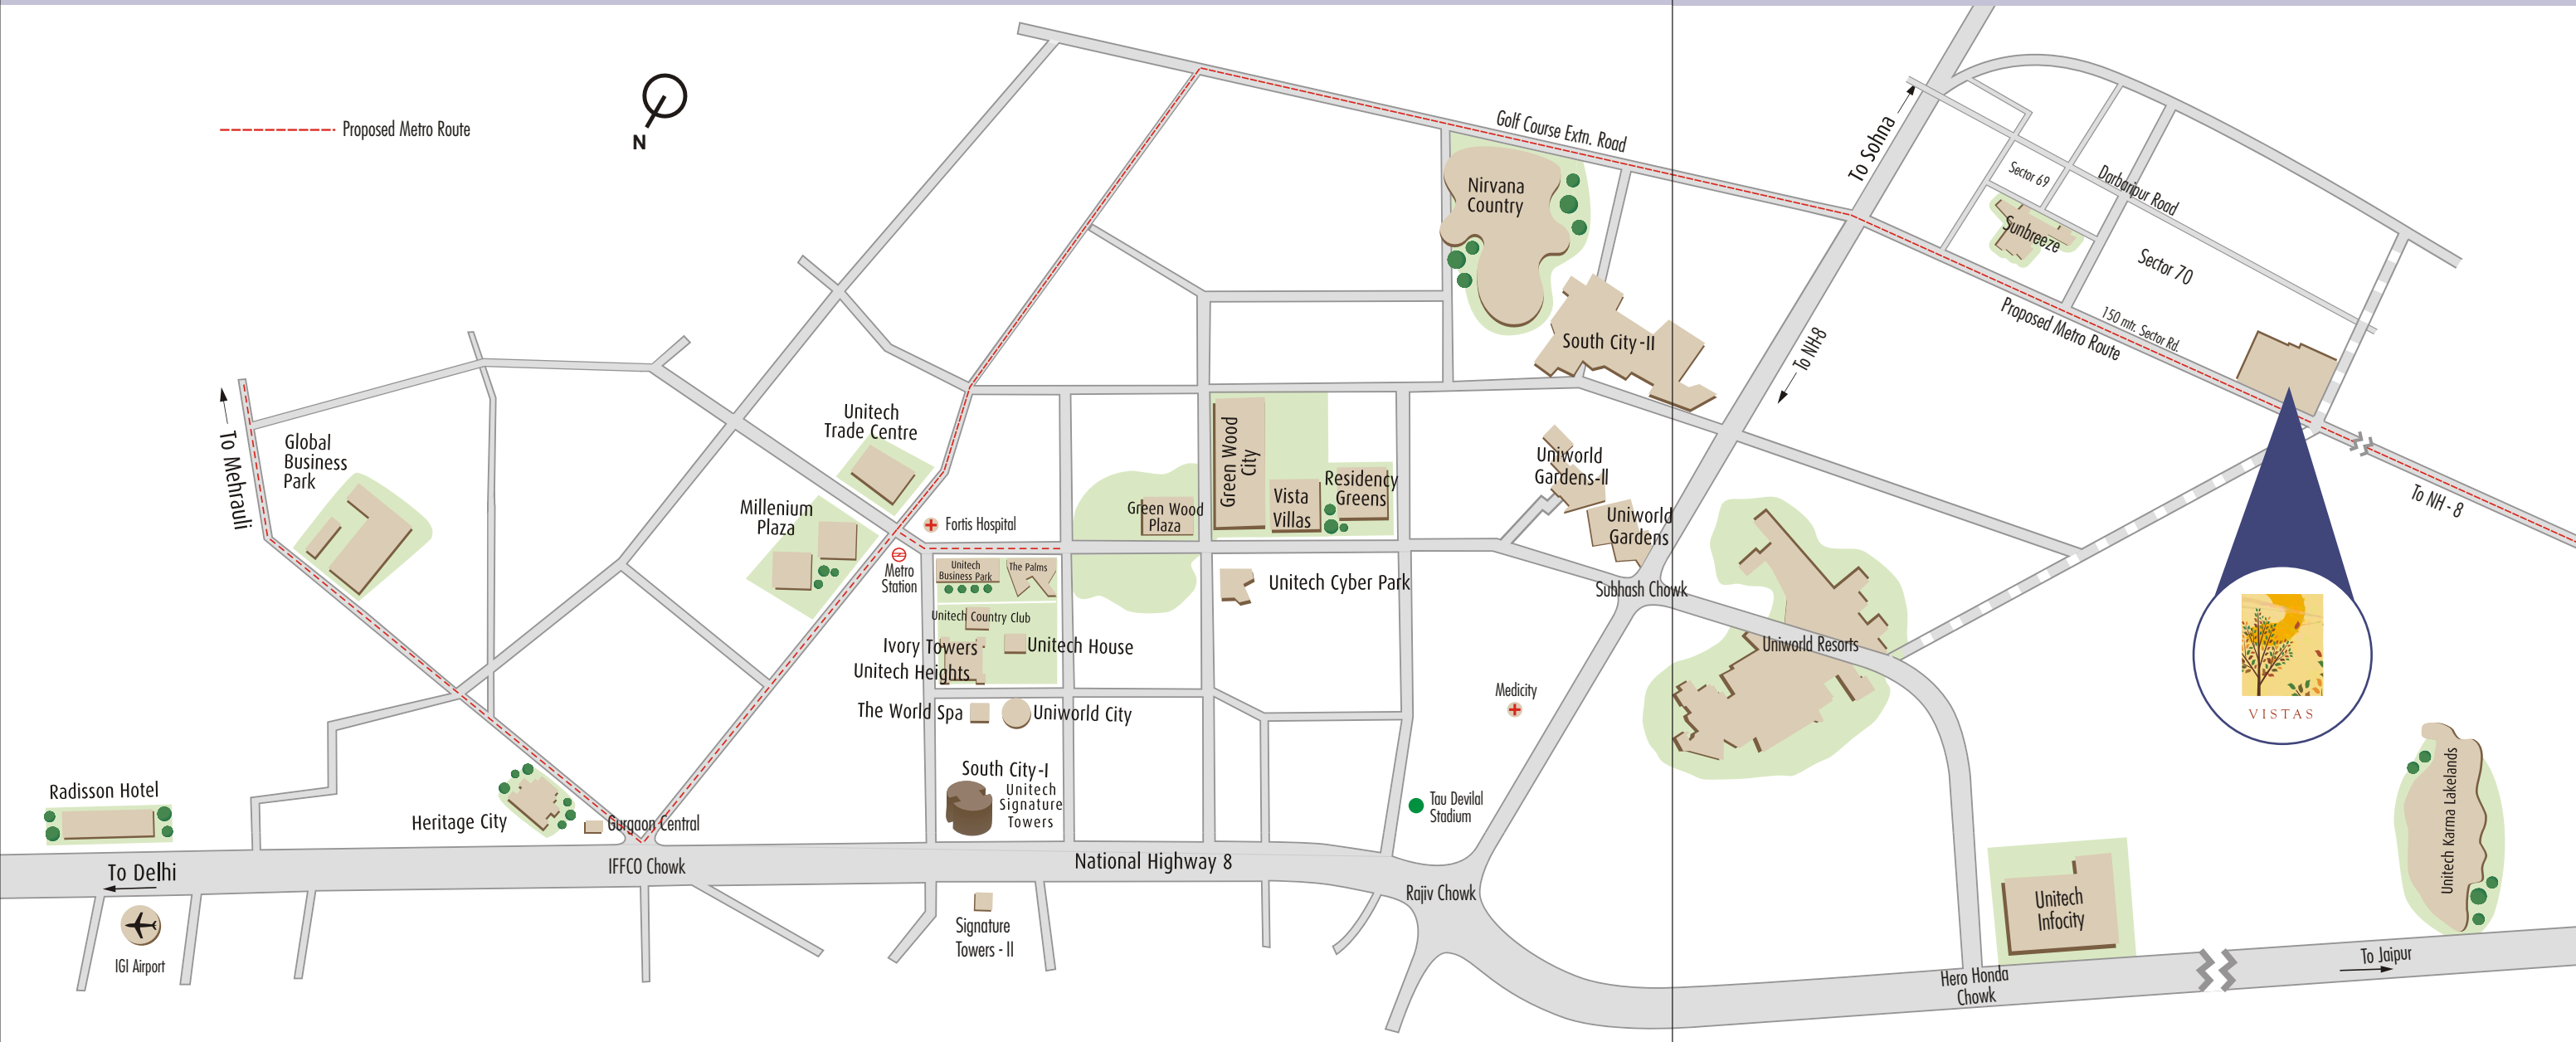 Proposed Metro Route
N
Golf Course Extn. Road
To Sohna
Nirvana
Country
Sector 69
Darbaripur Road
Sunbreeze
Sector 70
150 mtr. Sector Rd.
Proposed Metro Route
South City-II
To NH-8
To NH - 8
To Mehrauli
Global
Business
Park
Unitech
Trade Centre
Millenium
Plaza
Fortis Hospital
Metro
Station
Green Wood
Plaza
Green Wood
City
Vista
Villas
Residency
Greens
Uniworld
Gardens-II
Uniworld
Gardens
Unitech
Business Park
The Palms
Unitech Country Club
Ivory Towers
Unitech House
Unitech Heights
Unitech Cyber Park
Subhash Chowk
Uniworld Resorts
The World Spa
Uniworld City
Medicity
VISTAS
South City-I
Unitech
Signature
Towers
Tau Devilal
Stadium
Radisson Hotel
Heritage City
Gurgaon Central
IFFCO Chowk
National Highway 8
To Delhi
IGI Airport
Signature
Towers - II
Rajiv Chowk
Hero Honda
Chowk
Unitech
Infocity
Unitech Karma Lakelands
To Jaipur